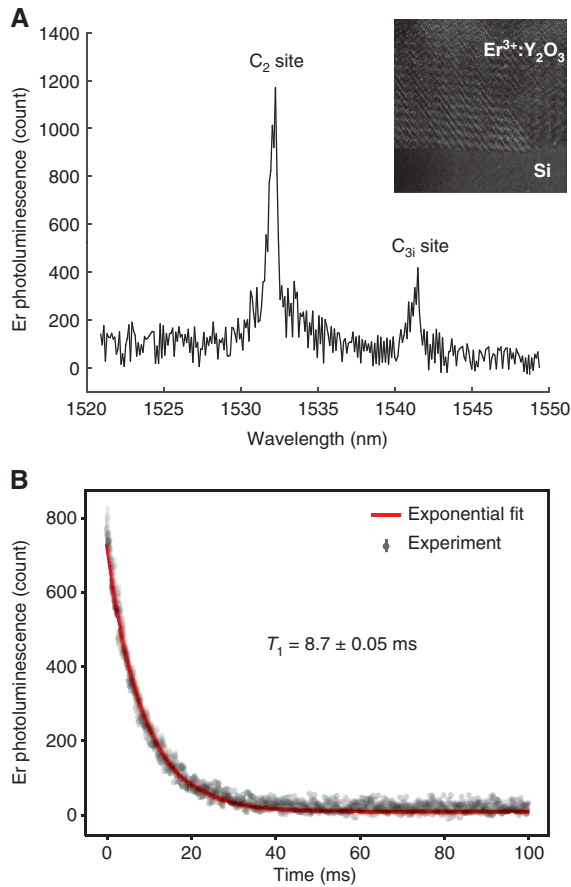 A
1400
1200
1000
800
600
400
200
0
Er photoluminescence (count)
C₂ site
C₃ᵢ site
Er³⁺:Y₂O₃
Si
1520
1525
1530
1535
1540
1545
1550
Wavelength (nm)
B
800
600
400
200
0
Er photoluminescence (count)
Exponential fit
Experiment
T₁ = 8.7 ± 0.05 ms
0
20
40
60
80
100
Time (ms)